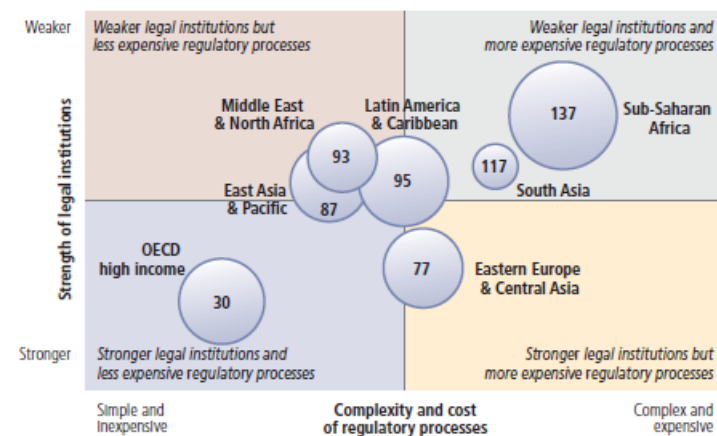 Weaker
Weaker legal institutions but
less expensive regulatory processes
Weaker legal institutions and
more expensive regulatory processes
Middle East
& North Africa
Latin America
& Caribbean
137
Sub-Saharan
Africa
93
117
95
South Asia
East Asia
& Pacific
87
Strength of legal institutions
OECD
high income
30
77
Eastern Europe
& Central Asia
Stronger
Stronger legal institutions and
less expensive regulatory processes
Stronger legal institutions but
more expensive regulatory processes
Simple and
inexpensive
Complexity and cost
of regulatory processes
Complex and
expensive